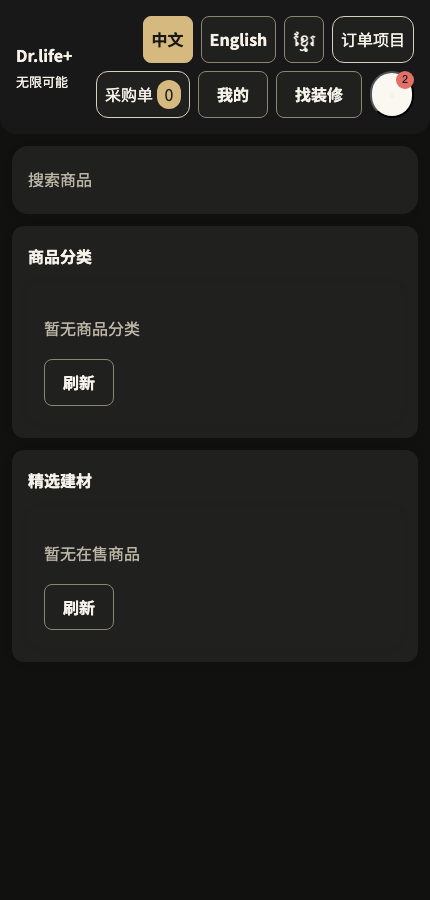 Dr.life+
无限可能
中文 English ខ្មែរ 订单项目
采购单 0 我的 找装修 2
搜索商品
商品分类
暂无商品分类
刷新
精选建材
暂无在售商品
刷新